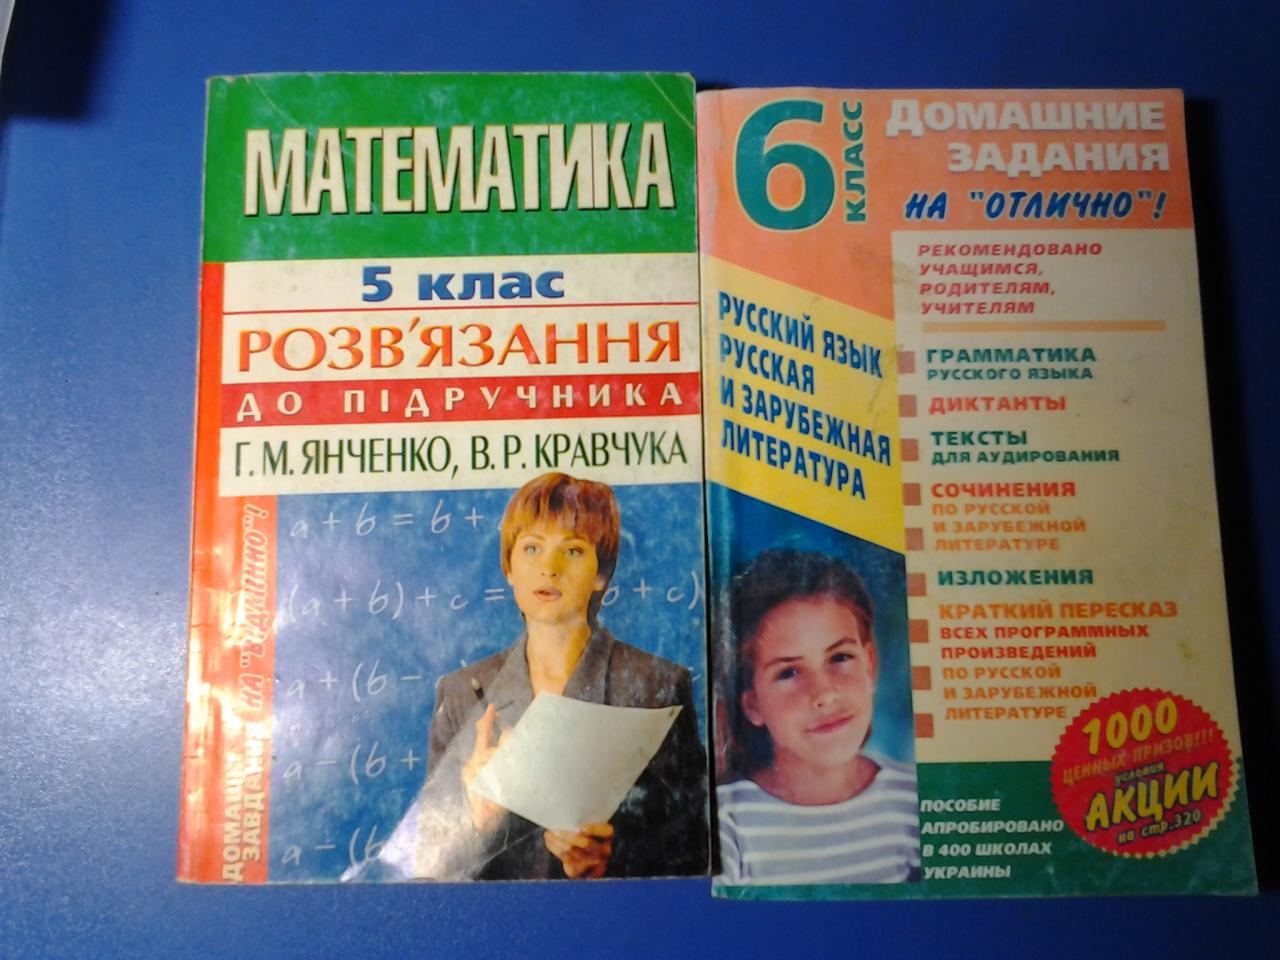 МАТЕМАТИКА
5 клас
РОЗВ'ЯЗАННЯ
ДО ПІДРУЧНИКА
Г. М. ЯНЧЕНКО, В. Р. КРАВЧУКА
ДОМАШНІ
ЗАВДАННЯ НА "ВІДМІННО"!
a + b = b +
(a + b) + c = b + c)
a + (b - c
a - (b +
a - (b
6 КЛАСС
ДОМАШНИЕ
ЗАДАНИЯ
НА "ОТЛИЧНО"!
РУССКИЙ ЯЗЫК
РУССКАЯ
И ЗАРУБЕЖНАЯ
ЛИТЕРАТУРА
РЕКОМЕНДОВАНО
УЧАЩИМСЯ,
РОДИТЕЛЯМ,
УЧИТЕЛЯМ
ГРАММАТИКА
РУССКОГО ЯЗЫКА
ДИКТАНТЫ
ТЕКСТЫ
ДЛЯ АУДИРОВАНИЯ
СОЧИНЕНИЯ
ПО РУССКОЙ
И ЗАРУБЕЖНОЙ
ЛИТЕРАТУРЕ
ИЗЛОЖЕНИЯ
КРАТКИЙ ПЕРЕСКАЗ
ВСЕХ ПРОГРАММНЫХ
ПРОИЗВЕДЕНИЙ
ПО РУССКОЙ
И ЗАРУБЕЖНОЙ
ЛИТЕРАТУРЕ
1000
ЦЕННЫХ ПРИЗОВ!!!
условия
АКЦИИ
на стр.320
ПОСОБИЕ
АПРОБИРОВАНО
В 400 ШКОЛАХ
УКРАИНЫ